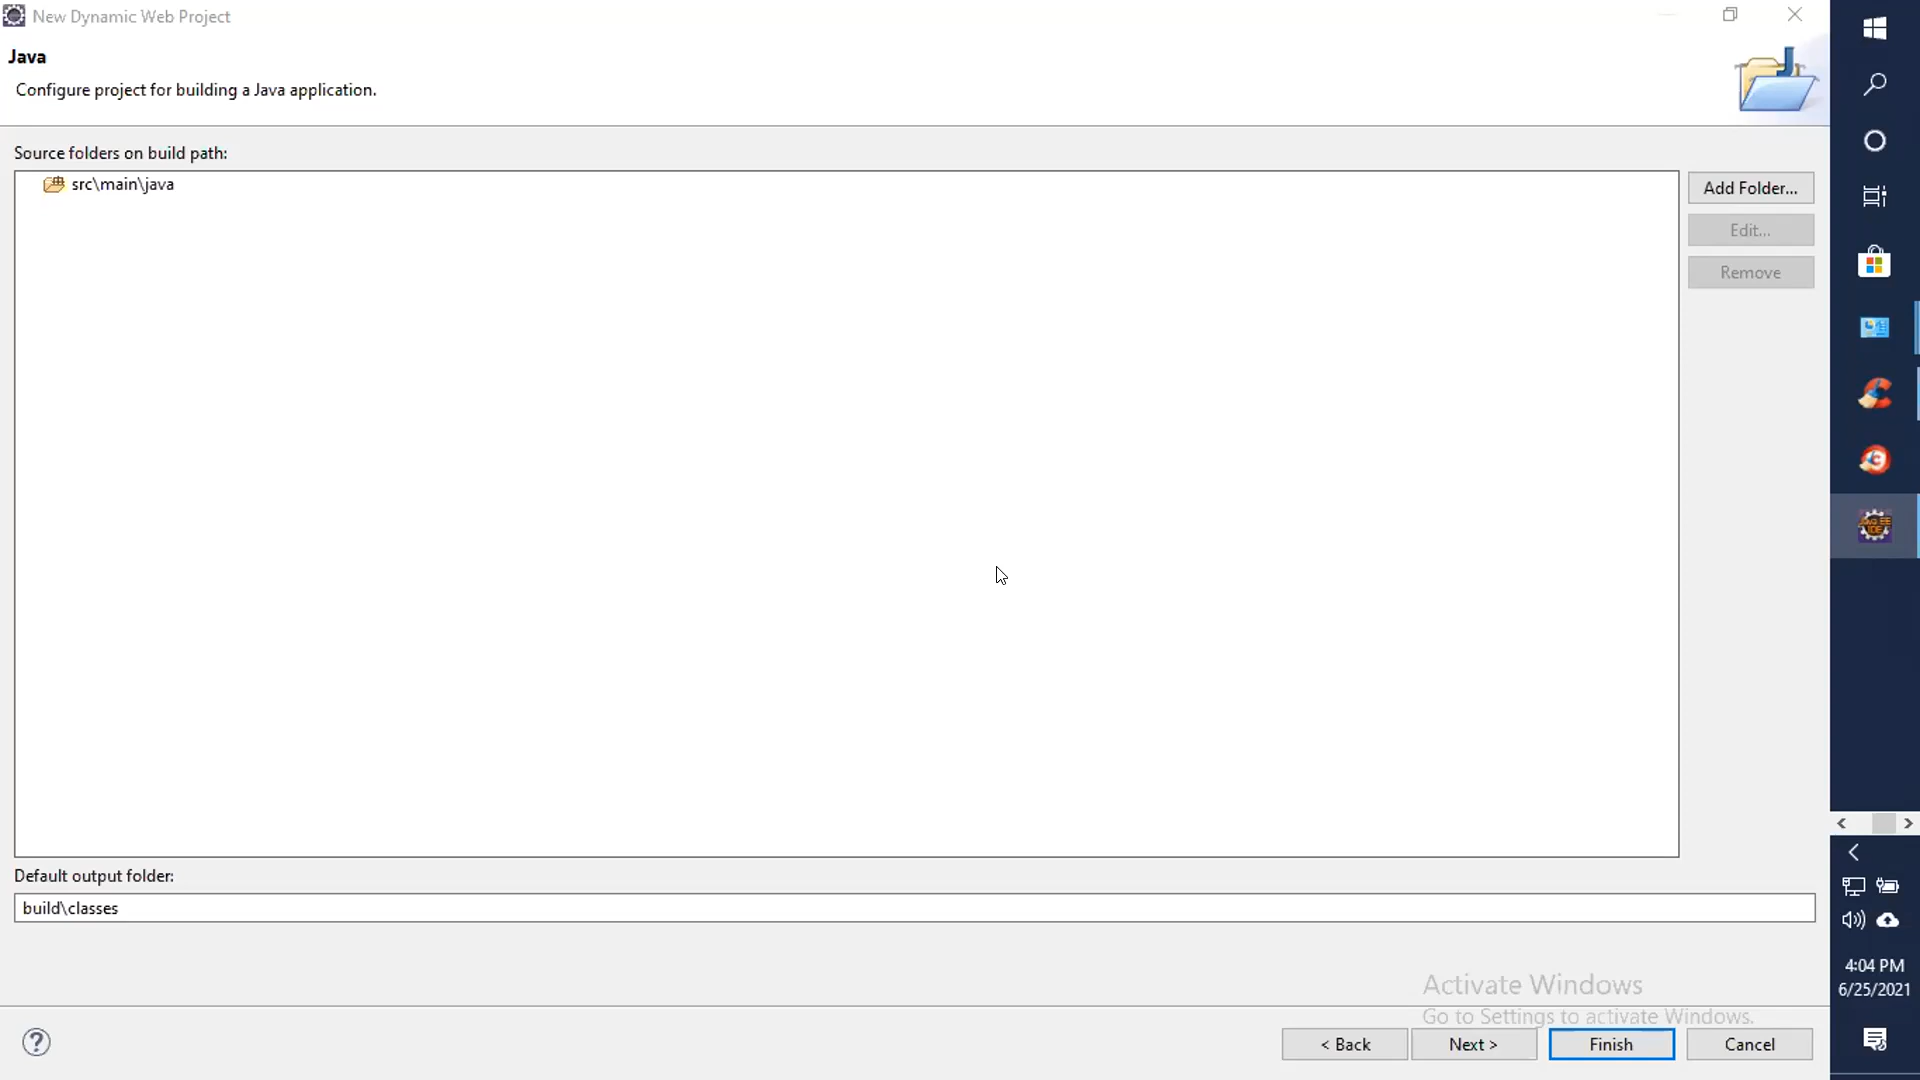 New Dynamic Web Project
Java
Configure project for building a Java application.
Source folders on build path:
src\main\java
Add Folder...
Edit...
Remove
Default output folder:
build\classes
Activate Windows
Go to Settings to activate Windows.
< Back
Next >
Finish
Cancel
4:04 PM
6/25/2021